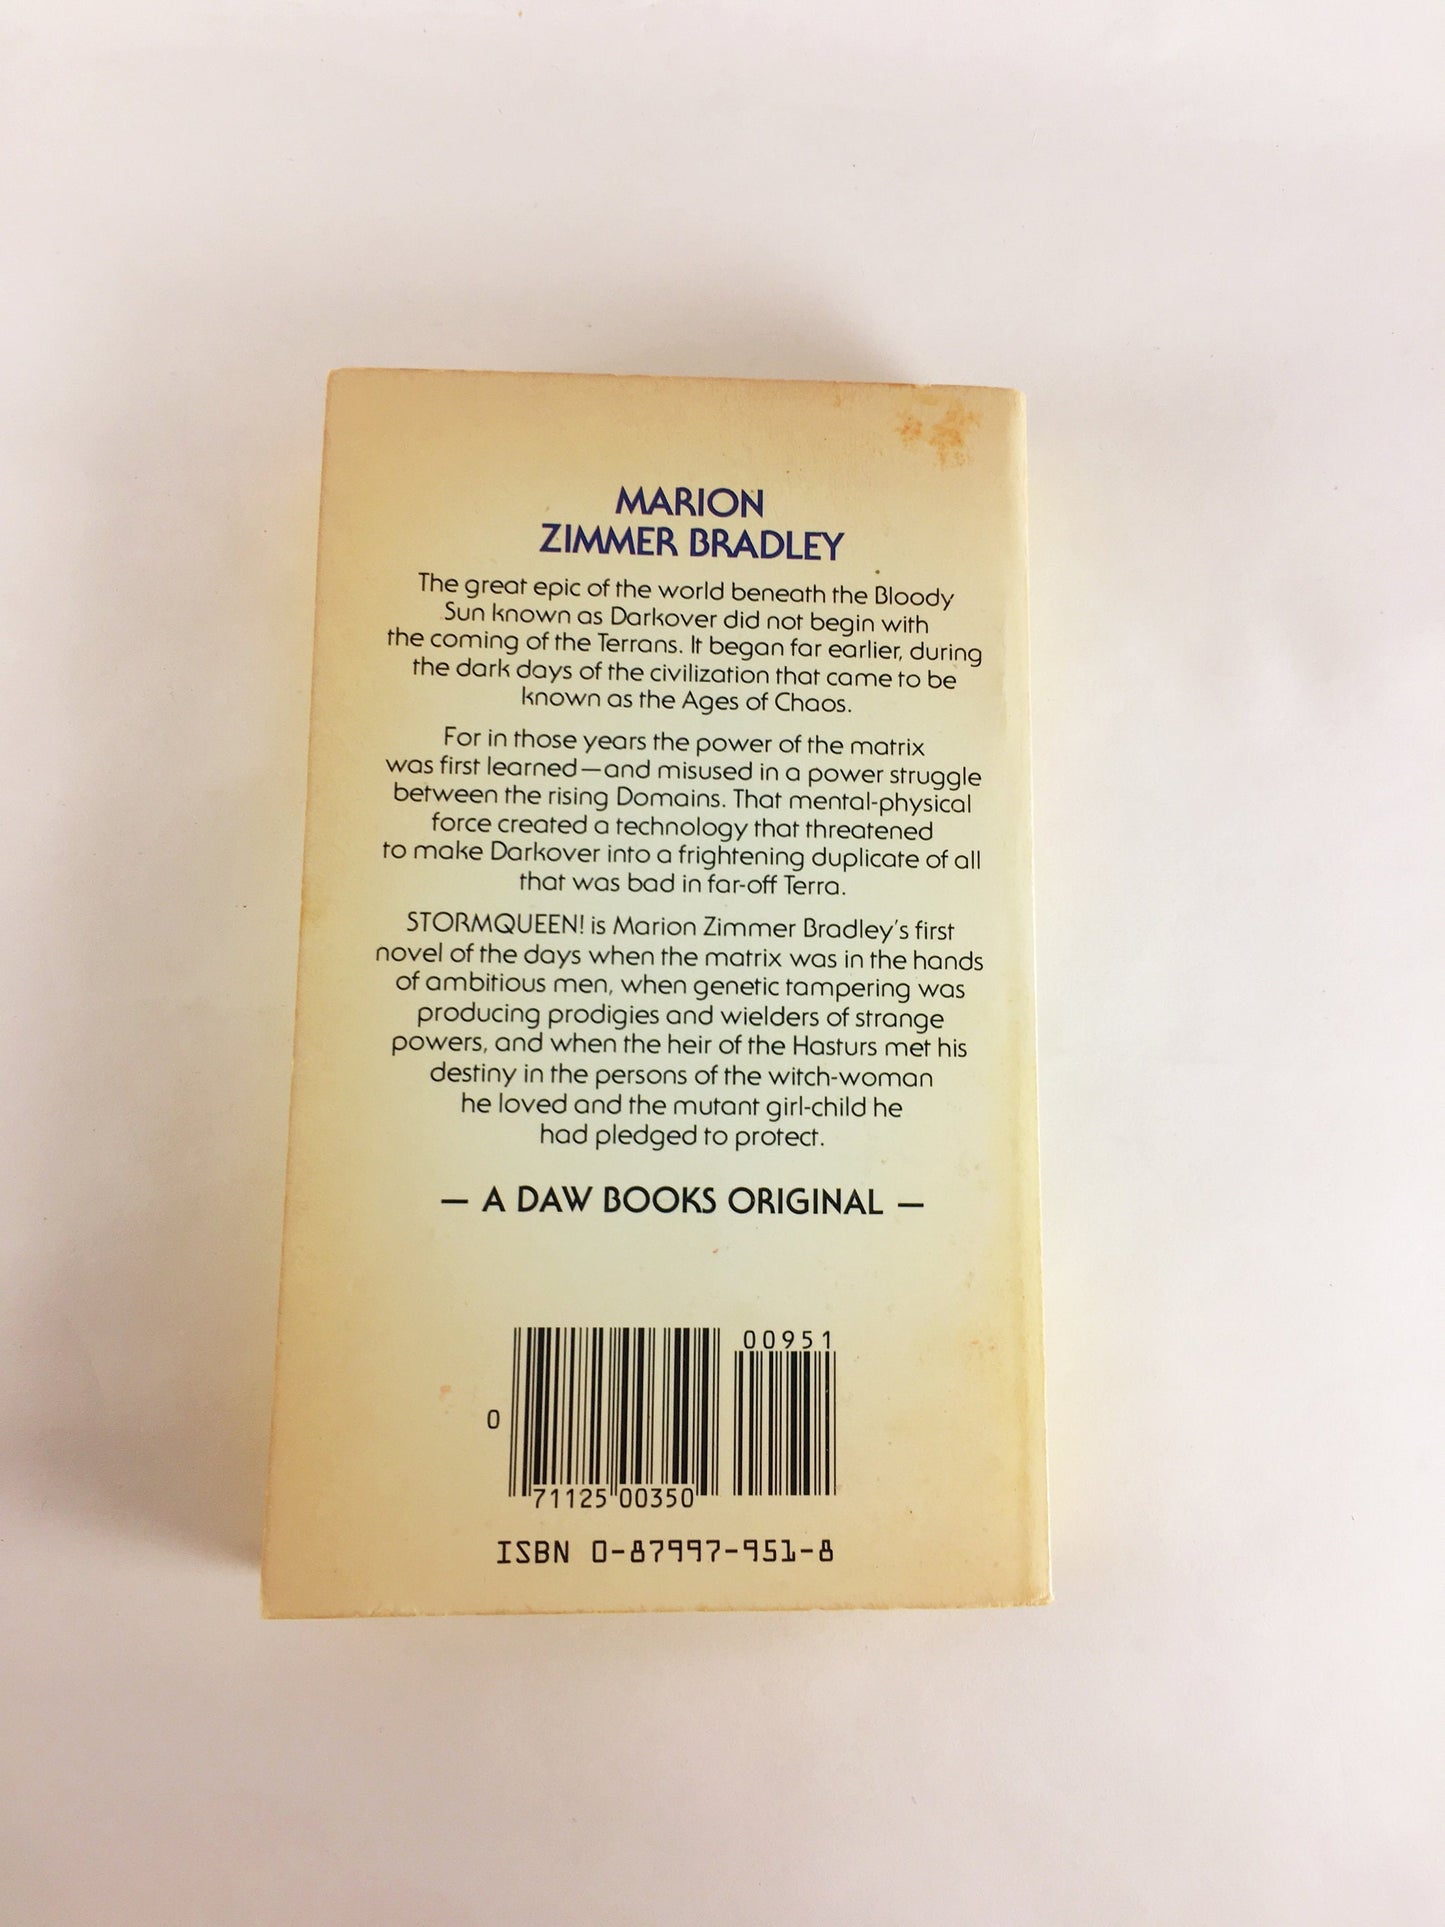 MARION
ZIMMER BRADLEY
The great epic of the world beneath the Bloody
Sun known as Darkover did not begin with
the coming of the Terrans. It began far earlier, during
the dark days of the civilization that came to be
known as the Ages of Chaos.
For in those years the power of the matrix
was first learned—and misused in a power struggle
between the rising Domains. That mental-physical
force created a technology that threatened
to make Darkover into a frightening duplicate of all
that was bad in far-off Terra.
STORMQUEEN! is Marion Zimmer Bradley's first
novel of the days when the matrix was in the hands
of ambitious men, when genetic tampering was
producing prodigies and wielders of strange
powers, and when the heir of the Hasturs met his
destiny in the persons of the witch-woman
he loved and the mutant girl-child he
had pledged to protect.
— A DAW BOOKS ORIGINAL —
00951
0
71125 00350
ISBN 0-87997-951-8